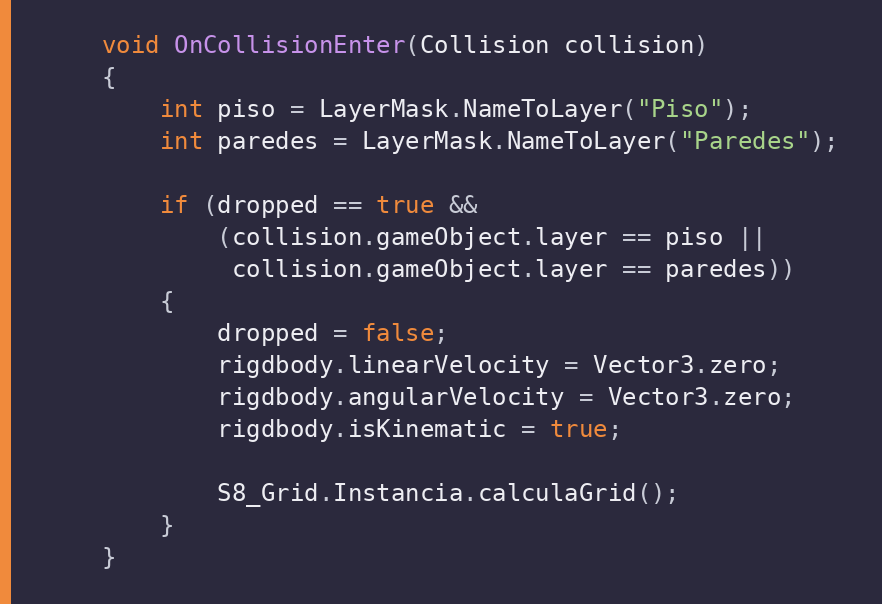 void OnCollisionEnter(Collision collision)
{
    int piso = LayerMask.NameToLayer("Piso");
    int paredes = LayerMask.NameToLayer("Paredes");

    if (dropped == true &&
        (collision.gameObject.layer == piso ||
         collision.gameObject.layer == paredes))
    {
        dropped = false;
        rigdbody.linearVelocity = Vector3.zero;
        rigdbody.angularVelocity = Vector3.zero;
        rigdbody.isKinematic = true;

        S8_Grid.Instancia.calculaGrid();
    }
}